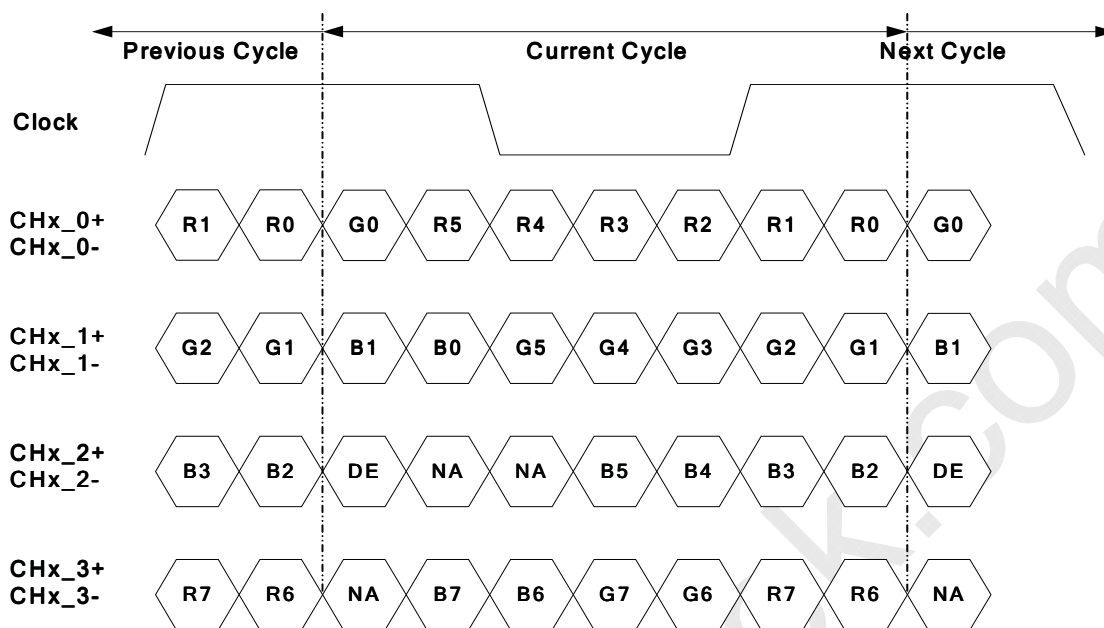 Previous Cycle Current Cycle Next Cycle
Clock
CHx_0+
CHx_0-
R1 R0 G0 R5 R4 R3 R2 R1 R0 G0
CHx_1+
CHx_1-
G2 G1 B1 B0 G5 G4 G3 G2 G1 B1
CHx_2+
CHx_2-
B3 B2 DE NA NA B5 B4 B3 B2 DE
CHx_3+
CHx_3-
R7 R6 NA B7 B6 G7 G6 R7 R6 NA
k.com